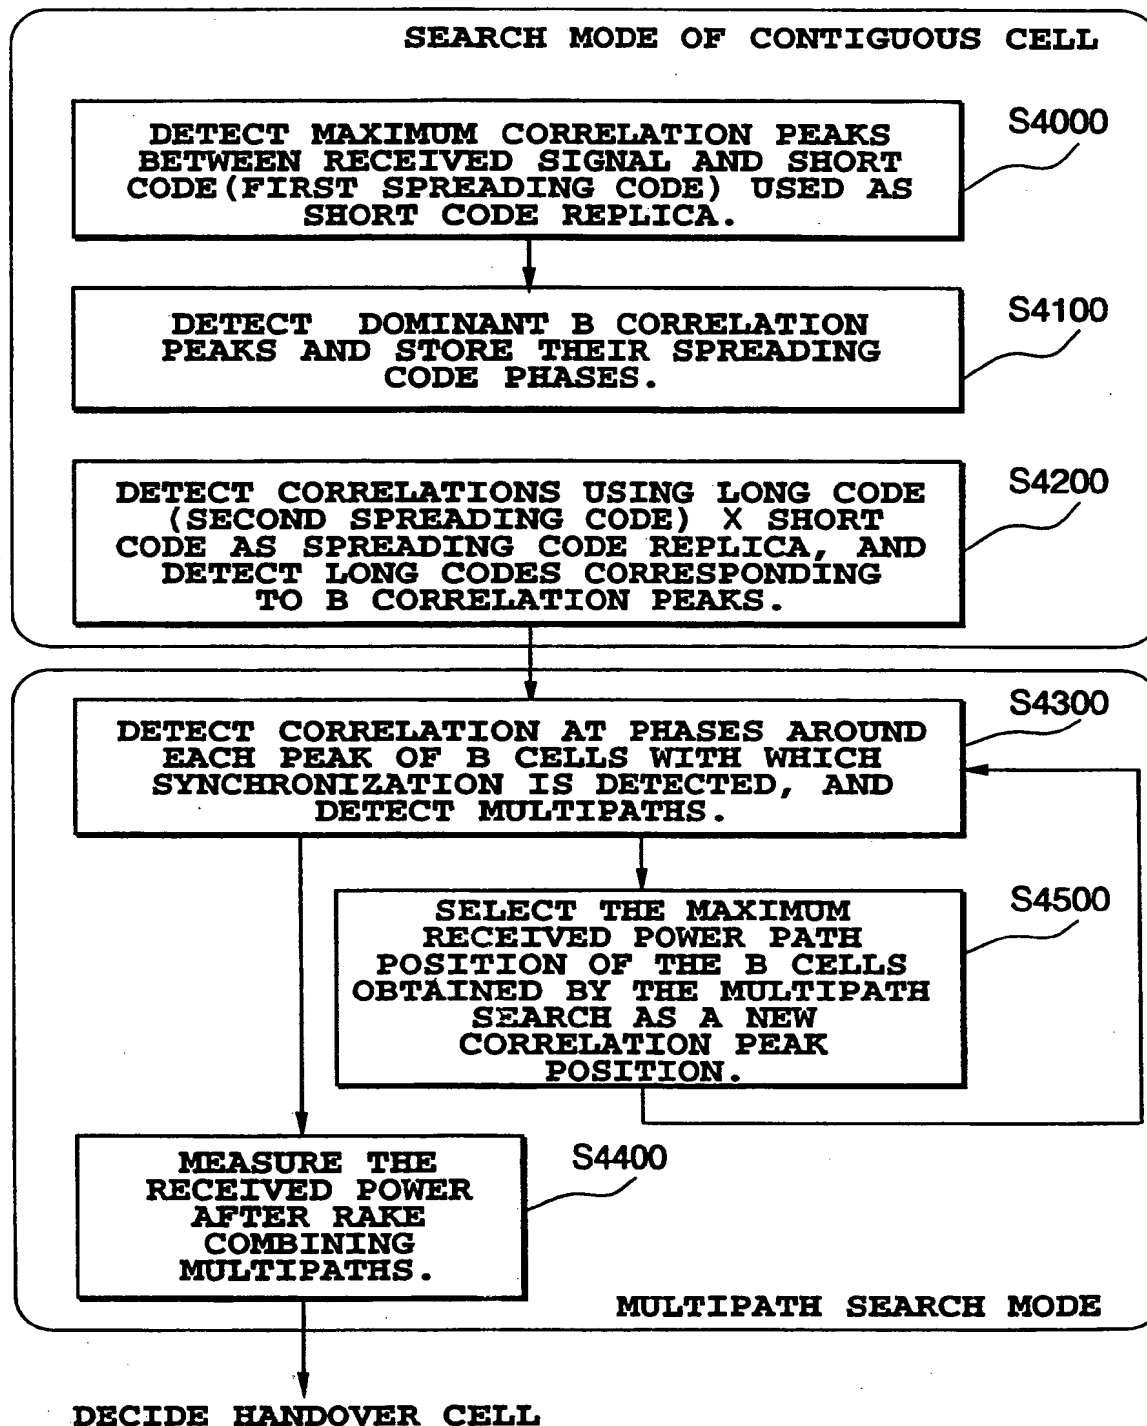 SEARCH MODE OF CONTIGUOUS CELL
S4000
DETECT MAXIMUM CORRELATION PEAKS
BETWEEN RECEIVED SIGNAL AND SHORT
CODE(FIRST SPREADING CODE) USED AS
SHORT CODE REPLICA.
S4100
DETECT DOMINANT B CORRELATION
PEAKS AND STORE THEIR SPREADING
CODE PHASES.
S4200
DETECT CORRELATIONS USING LONG CODE
(SECOND SPREADING CODE) X SHORT
CODE AS SPREADING CODE REPLICA, AND
DETECT LONG CODES CORRESPONDING
TO B CORRELATION PEAKS.
S4300
DETECT CORRELATION AT PHASES AROUND
EACH PEAK OF B CELLS WITH WHICH
SYNCHRONIZATION IS DETECTED, AND
DETECT MULTIPATHS.
S4500
SELECT THE MAXIMUM
RECEIVED POWER PATH
POSITION OF THE B CELLS
OBTAINED BY THE MULTIPATH
SEARCH AS A NEW
CORRELATION PEAK
POSITION.
S4400
MEASURE THE
RECEIVED POWER
AFTER RAKE
COMBINING
MULTIPATHS.
MULTIPATH SEARCH MODE
DECIDE HANDOVER CELL